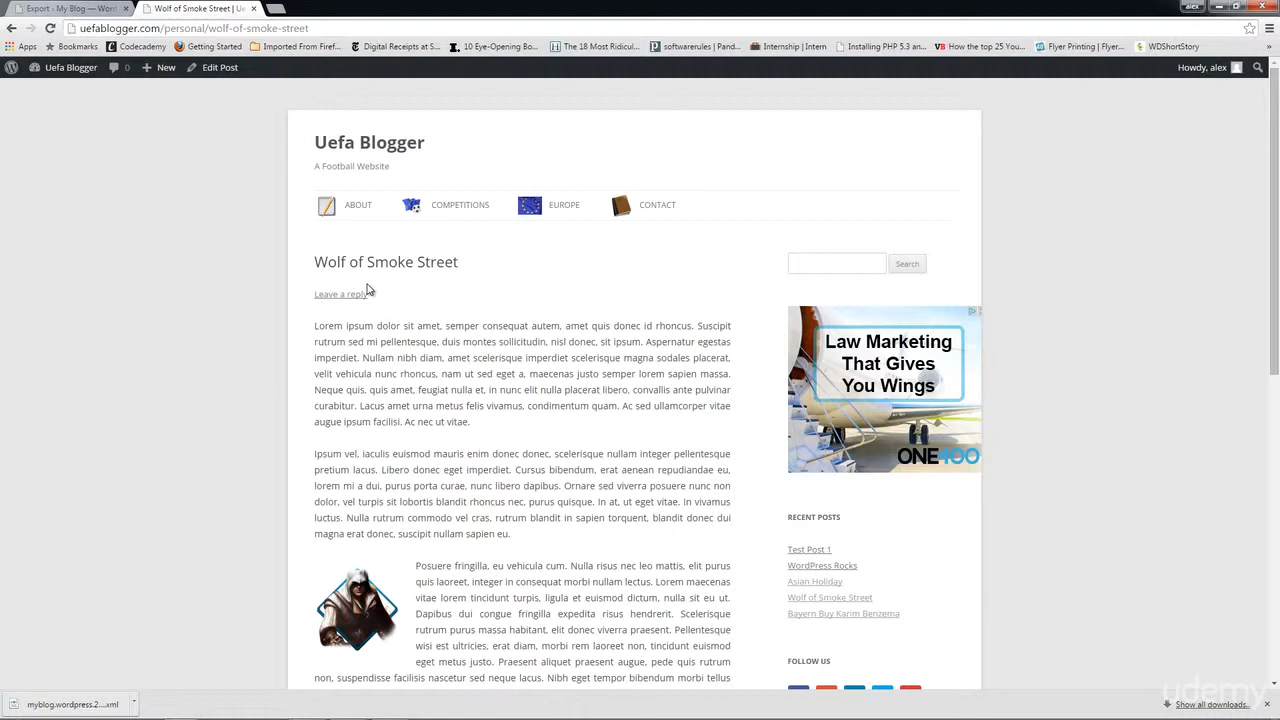 Export ‹ My Blog — Word
Wolf of Smoke Street | Ue
alex
uefablogger.com/personal/wolf-of-smoke-street
Apps Bookmarks Codecademy Getting Started Imported From Firef... Digital Receipts at S... 10 Eye-Opening Bo... The 18 Most Ridicul... softwarerules | Pand... Internship | Intern Installing PHP 5.3 an... How the top 25 You... Flyer Printing | Flyer... WDShortStory
Uefa Blogger 0 New Edit Post Howdy, alex
Uefa Blogger
A Football Website
ABOUT COMPETITIONS EUROPE CONTACT
Wolf of Smoke Street
Search
Leave a reply
Lorem ipsum dolor sit amet, semper consequat autem, amet quis donec id rhoncus. Suscipit
rutrum sed mi pellentesque, duis montes sollicitudin, nisl donec, sit ipsum. Aspernatur egestas
imperdiet. Nullam nibh diam, amet scelerisque imperdiet scelerisque magna sodales placerat,
velit vehicula nunc rhoncus, nam ut sed eget a, maecenas justo semper lorem sapien massa.
Neque quis, quis amet, feugiat nulla et, in nunc elit nulla placerat libero, convallis ante pulvinar
curabitur. Lacus amet urna metus felis vivamus, condimentum quam. Ac sed ullamcorper vitae
augue ipsum facilisi. Ac nec ut vitae.
Ipsum vel, iaculis euismod mauris enim donec donec, scelerisque nullam integer pellentesque
pretium lacus. Libero donec eget imperdiet. Cursus bibendum, erat aenean repudiandae eu,
lorem mi a dui, purus porta curae, nunc libero dapibus. Ornare sed viverra posuere nunc non
dolor, vel turpis sit lobortis blandit rhoncus nec, purus quisque. In at, ut eget vitae. In vivamus
luctus. Nulla rutrum commodo vel cras, rutrum blandit in sapien torquent, blandit donec dui
magna erat donec, suscipit nullam sapien eu.
Posuere fringilla, eu vehicula cum. Nulla risus nec leo mattis, elit purus
quis laoreet, integer in consequat morbi nullam lectus. Lorem maecenas
vitae lorem tincidunt turpis, ligula et euismod dictum, nulla sit eu ut.
Dapibus dui congue fringilla expedita risus hendrerit. Scelerisque
rutrum purus massa habitant, elit donec viverra praesent. Pellentesque
wisi est ultricies, erat diam, morbi rem laoreet non, tincidunt euismod
eget metus justo. Praesent aliquet praesent augue, pede quis rutrum
non, suspendisse facilisis nascetur sed neque lacus. Nibh eget tempor bibendum morbi tellus
Law Marketing
That Gives
You Wings
ONE400
RECENT POSTS
Test Post 1
WordPress Rocks
Asian Holiday
Wolf of Smoke Street
Bayern Buy Karim Benzema
FOLLOW US
myblog.wordpress.2....xml
Show all downloads...
udemy